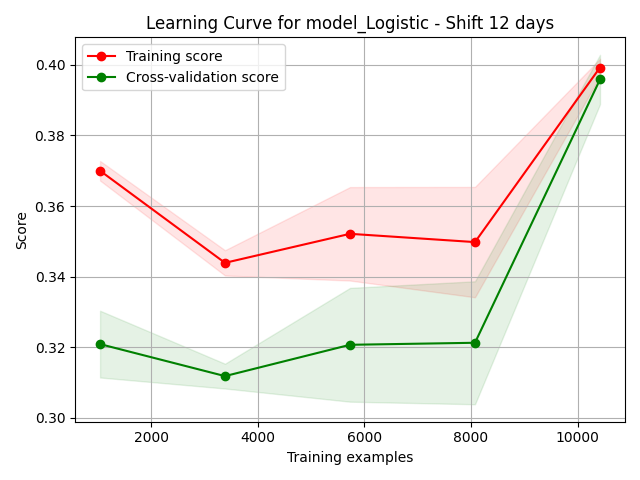 Learning Curve for model_Logistic - Shift 12 days
Training score
Cross-validation score
Score
0.40
0.38
0.36
0.34
0.32
0.30
2000 4000 6000 8000 10000
Training examples